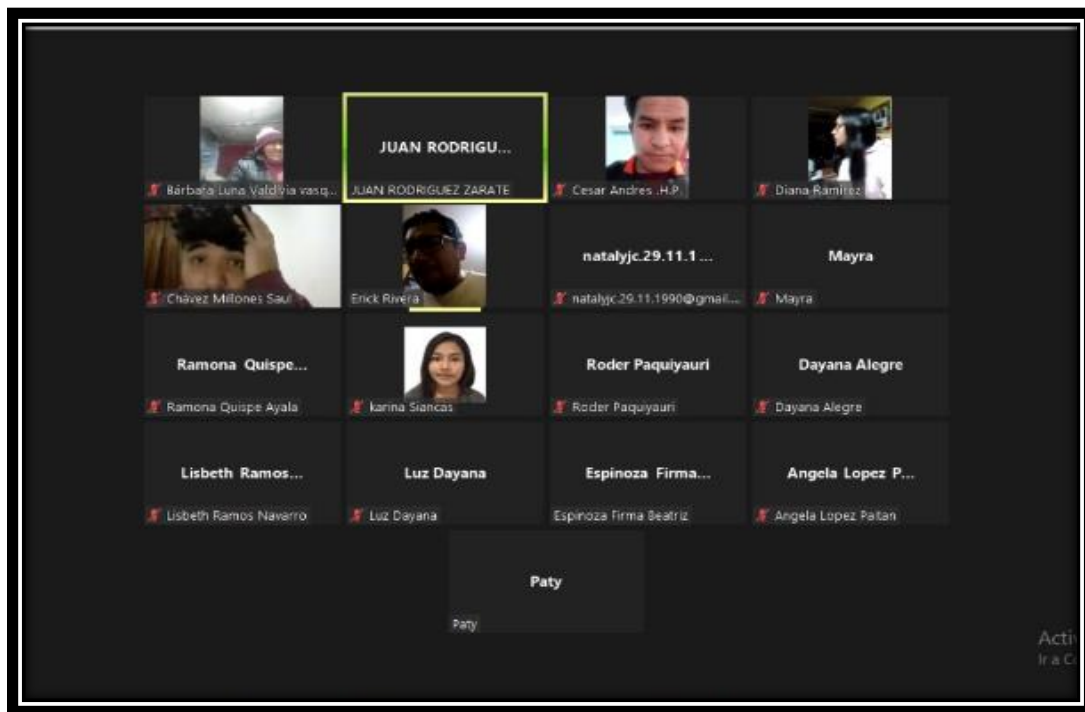 Bárbara Luna Valdivia vasq...
JUAN RODRIGU...
JUAN RODRIGUEZ ZARATE
Cesar Andres .H.P.
Diana Ramirez
Chávez Millones Saul
Erick Rivera
natalyjc.29.11.1...
natalyjc.29.11.1990@gmail....
Mayra
Mayra
Ramona Quispe...
Ramona Quispe Ayala
karina Siancas
Roder Paquiyauri
Roder Paquiyauri
Dayana Alegre
Dayana Alegre
Lisbeth Ramos...
Lisbeth Ramos Navarro
Luz Dayana
Luz Dayana
Espinoza Firma...
Espinoza Firma Beatriz
Angela Lopez P...
Angela Lopez Paitan
Paty
Paty
Activ
Ir a Co